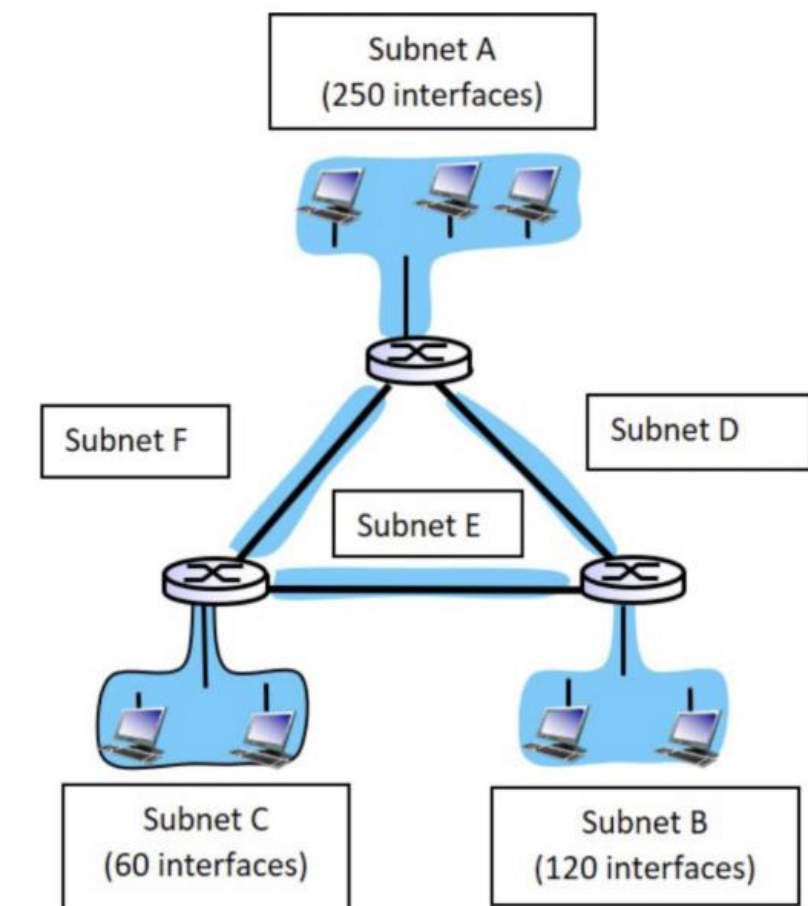 Subnet A
(250 interfaces)
Subnet F
Subnet D
Subnet E
Subnet C
(60 interfaces)
Subnet B
(120 interfaces)